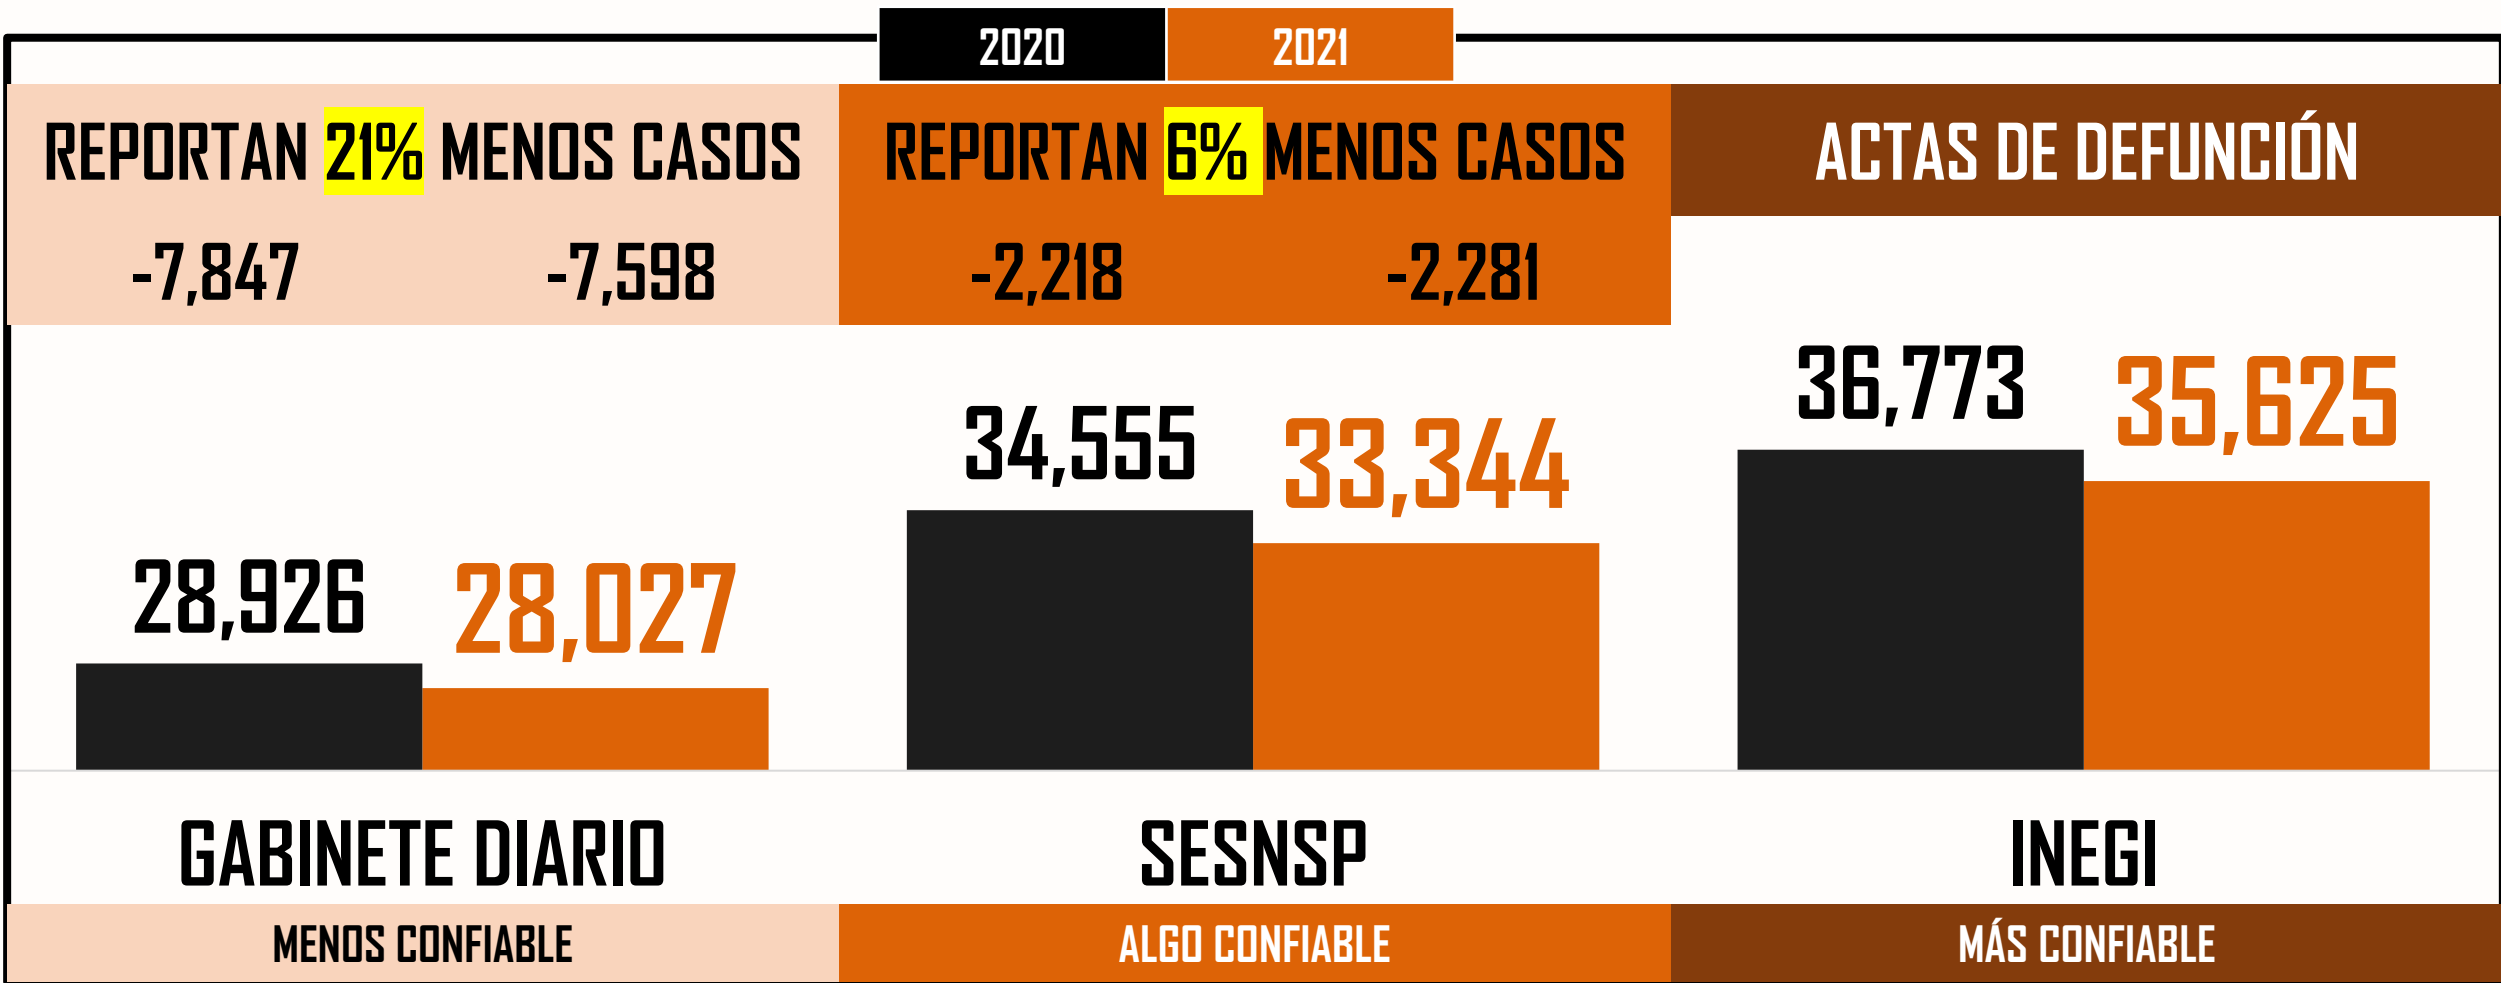 2020 2021
REPORTAN 21% MENOS CASOS
REPORTAN 6% MENOS CASOS
ACTAS DE DEFUNCIÓN
-7,847 -7,598 -2,218 -2,281
36,773 35,625
34,555 33,344
28,926 28,027
GABINETE DIARIO SESNSP INEGI
MENOS CONFIABLE ALGO CONFIABLE MÁS CONFIABLE